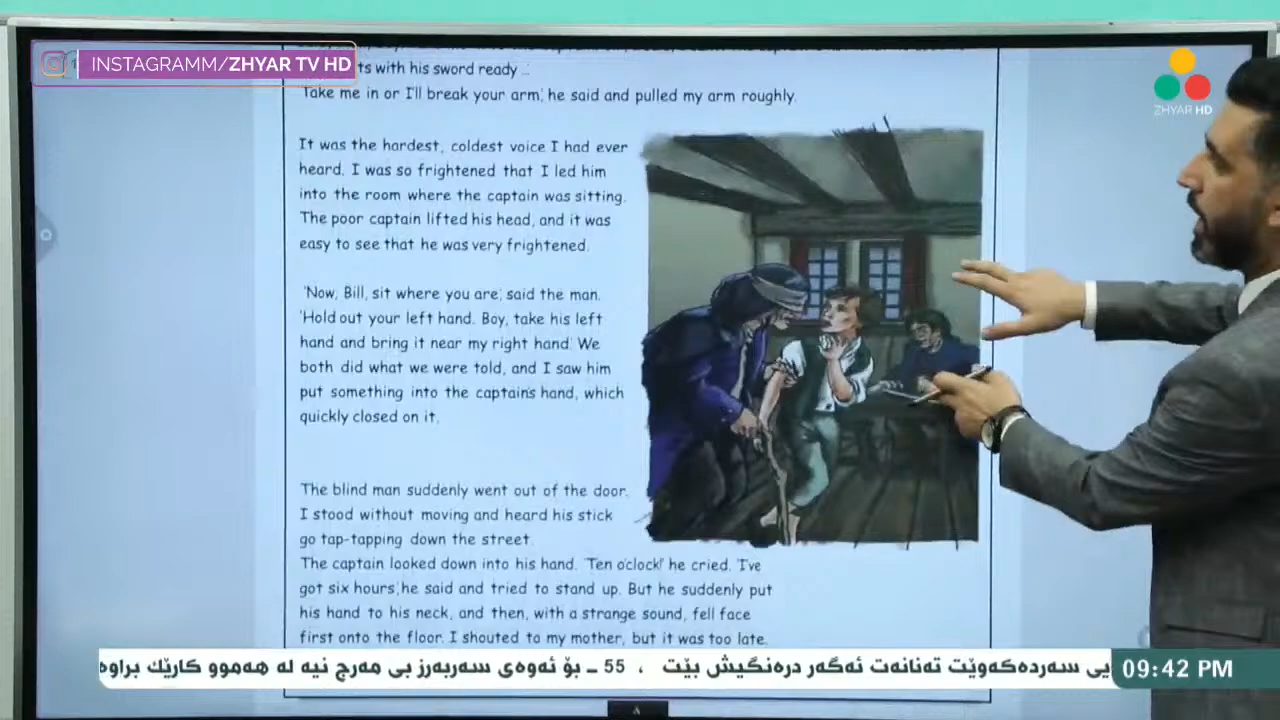 INSTAGRAMM/ZHYAR TV HD
ZHYAR HD
ts with his sword ready ...
Take me in or I'll break your arm,' he said and pulled my arm roughly.
It was the hardest, coldest voice I had ever
heard. I was so frightened that I led him
into the room where the captain was sitting.
The poor captain lifted his head, and it was
easy to see that he was very frightened.
'Now, Bill, sit where you are,' said the man.
'Hold out your left hand. Boy, take his left
hand and bring it near my right hand.' We
both did what we were told, and I saw him
put something into the captain's hand, which
quickly closed on it.
The blind man suddenly went out of the door.
I stood without moving and heard his stick
go tap-tapping down the street.
The captain looked down into his hand. 'Ten o'clock!' he cried. 'I've
got six hours,' he said and tried to stand up. But he suddenly put
his hand to his neck, and then, with a strange sound, fell face
first onto the floor. I shouted to my mother, but it was too late.
یی سەردەکەوێت تەنانەت ئەگەر درەنگیش بێت ، 55 ـ بۆ ئەوەی سەربەرز بی مەرج نیە لە هەموو کارێك براوە
09:42 PM